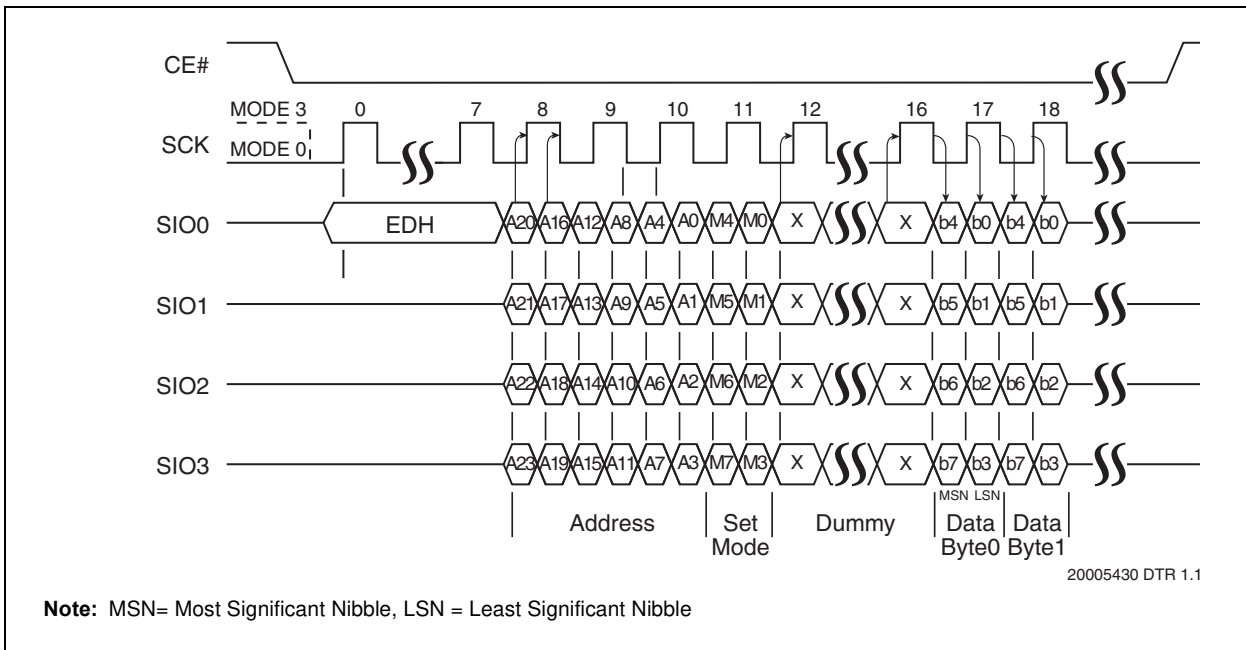 CE#
MODE 3 0 7 8 9 10 11 12 16 17 18
SCK MODE 0
SIO0 EDH A20 A16 A12 A8 A4 A0 M4 M0 X X b4 b0 b4 b0
SIO1 A21 A17 A13 A9 A5 A1 M5 M1 X X b5 b1 b5 b1
SIO2 A22 A18 A14 A10 A6 A2 M6 M2 X X b6 b2 b6 b2
SIO3 A23 A19 A15 A11 A7 A3 M7 M3 X X b7 b3 b7 b3
MSN LSN
Address Set Dummy Data Data
Mode Byte0 Byte1
20005430 DTR 1.1
Note: MSN= Most Significant Nibble, LSN = Least Significant Nibble